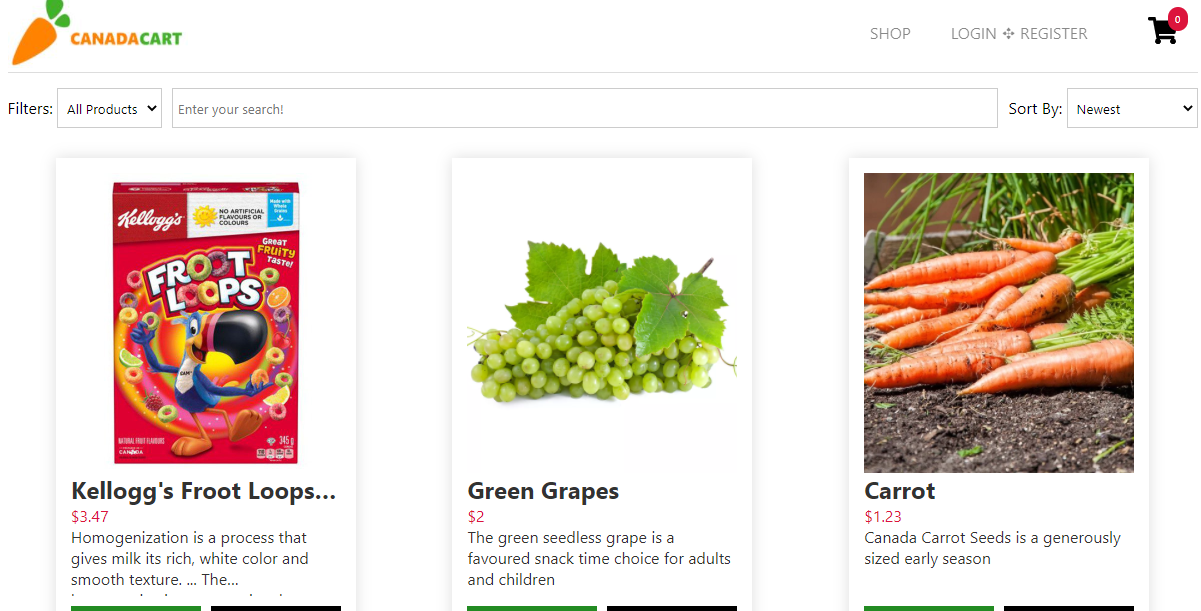 CANADACART
SHOP
LOGIN
REGISTER
0
Filters:
All Products
Enter your search!
Sort By:
Newest
Kellogg's
NO ARTIFICIAL
FLAVOURS OR
COLOURS
Made with
Whole
Grains
GREAT
FRUITY
TASTE!
FROOT
LOOPS
SAM
NATURAL FRUIT FLAVOURS
CANADA
345 g
Kellogg's Froot Loops...
$3.47
Homogenization is a process that
gives milk its rich, white color and
smooth texture. ... The...
Green Grapes
$2
The green seedless grape is a
favoured snack time choice for adults
and children
Carrot
$1.23
Canada Carrot Seeds is a generously
sized early season